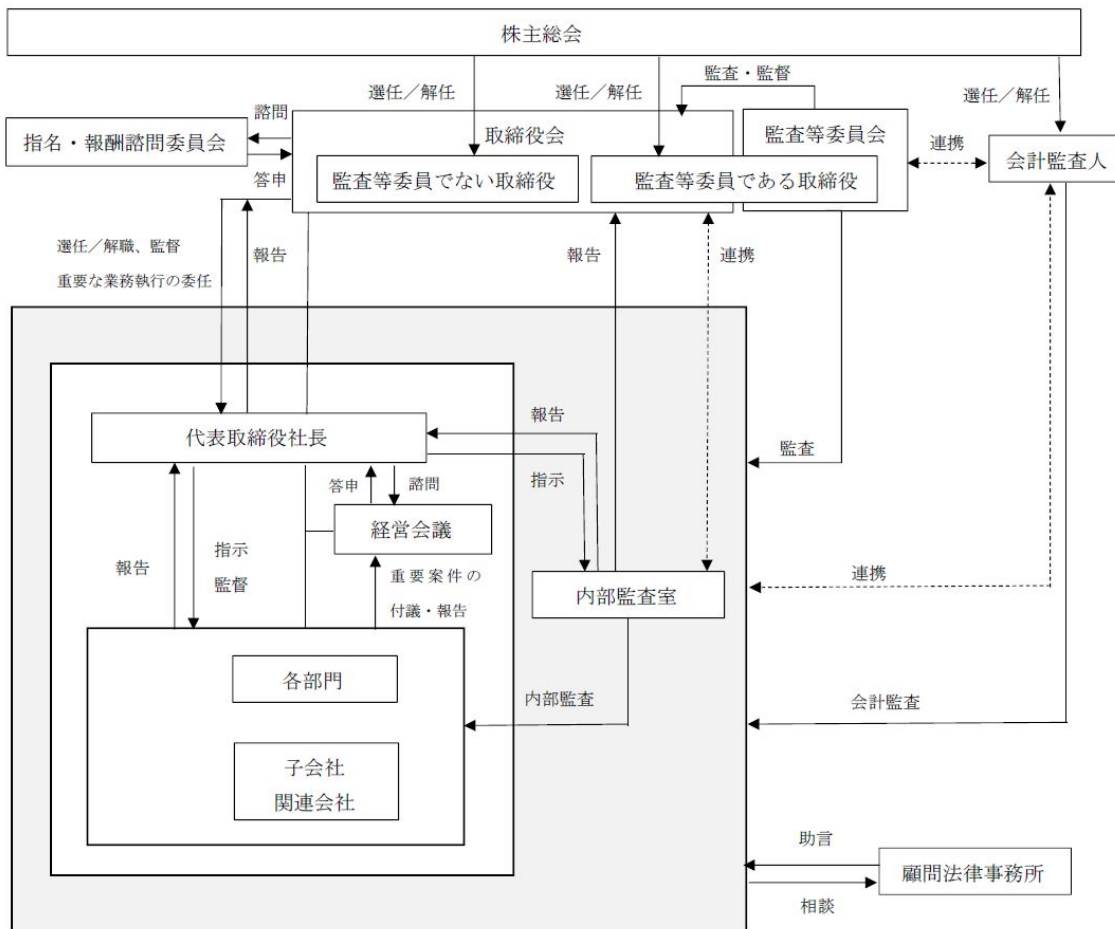 株主総会
選任／解任
選任／解任
監査・監督
選任／解任
諮問
指名・報酬諮問委員会
答申
取締役会
監査等委員会
監査等委員でない取締役
監査等委員である取締役
連携
会計監査人
選任／解職、監督
重要な業務執行の委任
報告
報告
連携
代表取締役社長
報告
指示
監査
答申
諮問
経営会議
報告
指示
監督
重要案件の
付議・報告
内部監査室
連携
各部門
内部監査
会計監査
子会社
関連会社
助言
顧問法律事務所
相談